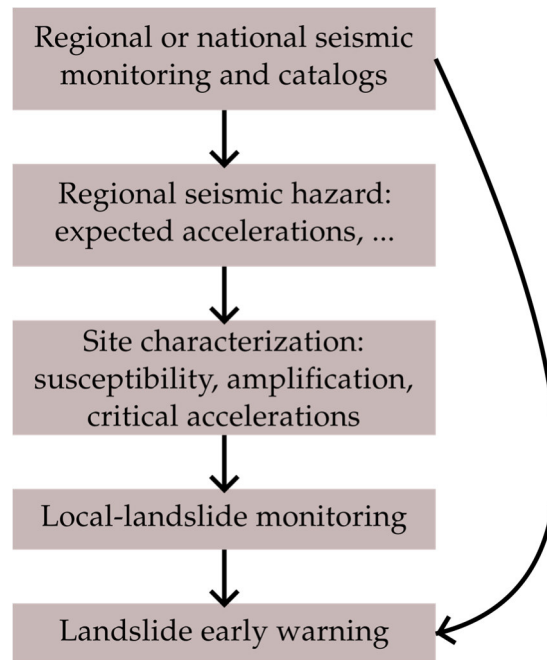 Regional or national seismic
monitoring and catalogs
Regional seismic hazard:
expected accelerations, ...
Site characterization:
susceptibility, amplification,
critical accelerations
Local-landslide monitoring
Landslide early warning